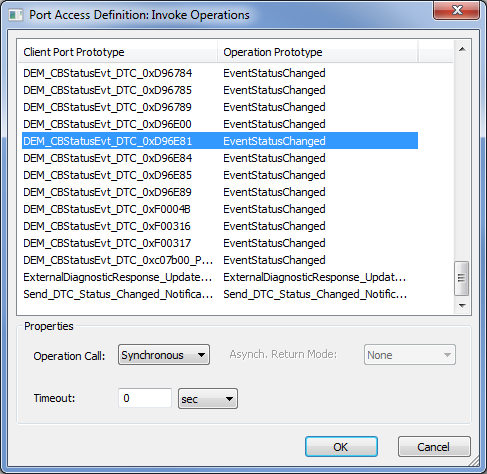 Port Access Definition: Invoke Operations
Client Port Prototype Operation Prototype
DEM_CBStatusEvt_DTC_0xD96784 EventStatusChanged
DEM_CBStatusEvt_DTC_0xD96785 EventStatusChanged
DEM_CBStatusEvt_DTC_0xD96789 EventStatusChanged
DEM_CBStatusEvt_DTC_0xD96E00 EventStatusChanged
DEM_CBStatusEvt_DTC_0xD96E81 EventStatusChanged
DEM_CBStatusEvt_DTC_0xD96E84 EventStatusChanged
DEM_CBStatusEvt_DTC_0xD96E85 EventStatusChanged
DEM_CBStatusEvt_DTC_0xD96E89 EventStatusChanged
DEM_CBStatusEvt_DTC_0xF0004B EventStatusChanged
DEM_CBStatusEvt_DTC_0xF00316 EventStatusChanged
DEM_CBStatusEvt_DTC_0xF00317 EventStatusChanged
DEM_CBStatusEvt_DTC_0xc07b00_P... EventStatusChanged
ExternalDiagnosticResponse_Update... ExternalDiagnosticResponse_Updat...
Send_DTC_Status_Changed_Notifica... Send_DTC_Status_Changed_Notific...
Properties
Operation Call: Synchronous Asynch. Return Mode: None
Timeout: 0 sec
OK Cancel